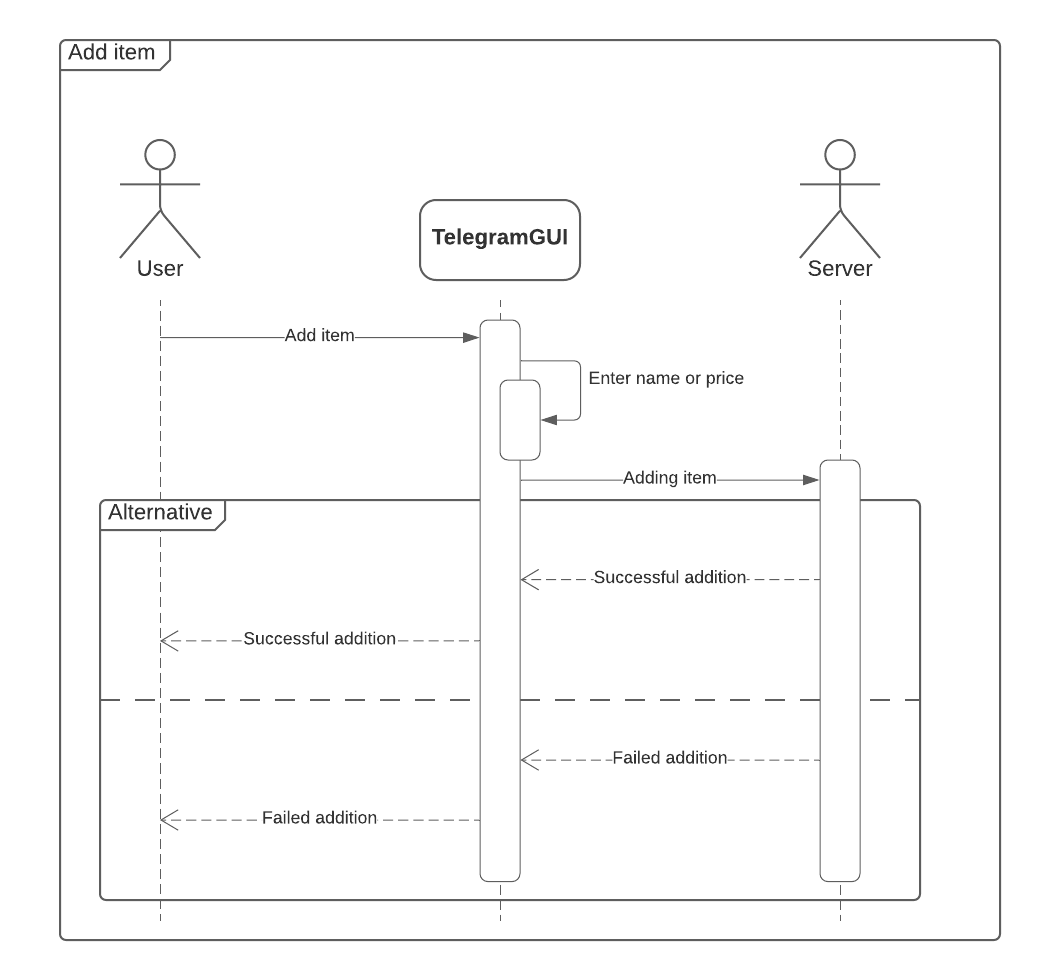 Add item
User
TelegramGUI
Server
Add item
Enter name or price
Adding item
Alternative
Successful addition
Successful addition
Failed addition
Failed addition